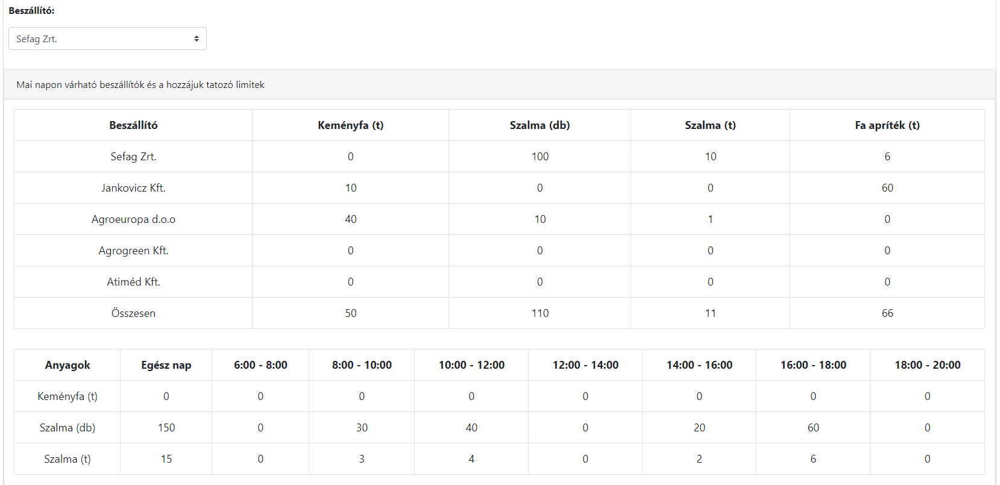 Beszállító:
Sefag Zrt.
Mai napon várható beszállítók és a hozzájuk tatozó limitek
Beszállító Keményfa (t) Szalma (db) Szalma (t) Fa apríték (t)
Sefag Zrt. 0 100 10 6
Jankovicz Kft. 10 0 0 60
Agroeuropa d.o.o 40 10 1 0
Agrogreen Kft. 0 0 0 0
Atiméd Kft. 0 0 0 0
Összesen 50 110 11 66
Anyagok Egész nap 6:00 - 8:00 8:00 - 10:00 10:00 - 12:00 12:00 - 14:00 14:00 - 16:00 16:00 - 18:00 18:00 - 20:00
Keményfa (t) 0 0 0 0 0 0 0 0
Szalma (db) 150 0 30 40 0 20 60 0
Szalma (t) 15 0 3 4 0 2 6 0